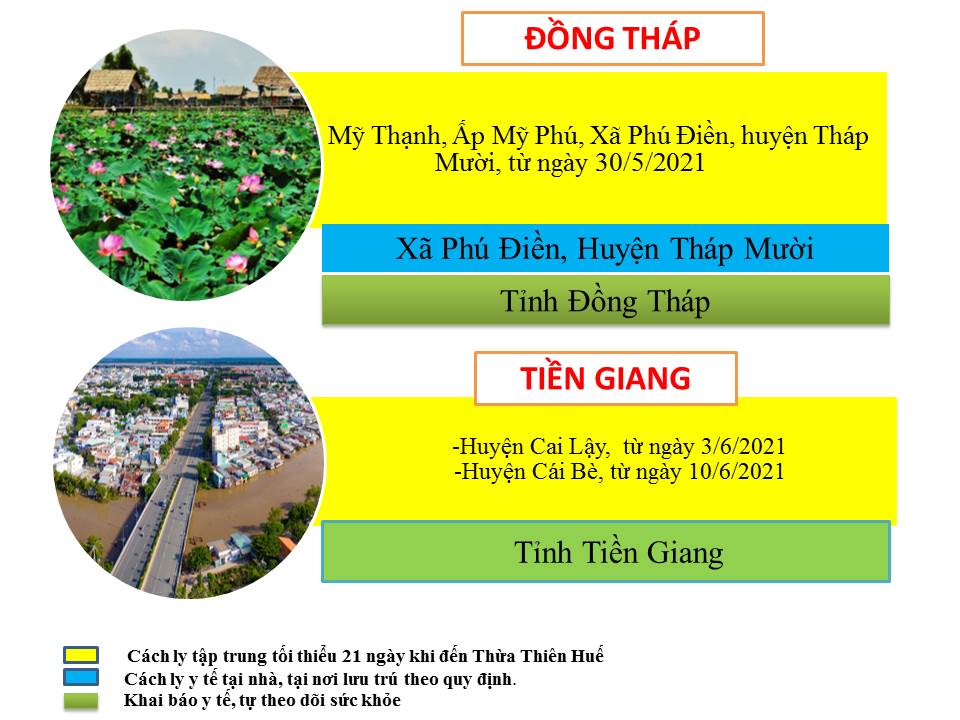 ĐỒNG THÁP
Mỹ Thạnh, Ấp Mỹ Phú, Xã Phú Điền, huyện Tháp
Mười, từ ngày 30/5/2021
Xã Phú Điền, Huyện Tháp Mười
Tỉnh Đồng Tháp
TIỀN GIANG
-Huyện Cai Lậy, từ ngày 3/6/2021
-Huyện Cái Bè, từ ngày 10/6/2021
Tỉnh Tiền Giang
Cách ly tập trung tối thiểu 21 ngày khi đến Thừa Thiên Huế
Cách ly y tế tại nhà, tại nơi lưu trú theo quy định.
Khai báo y tế, tự theo dõi sức khỏe